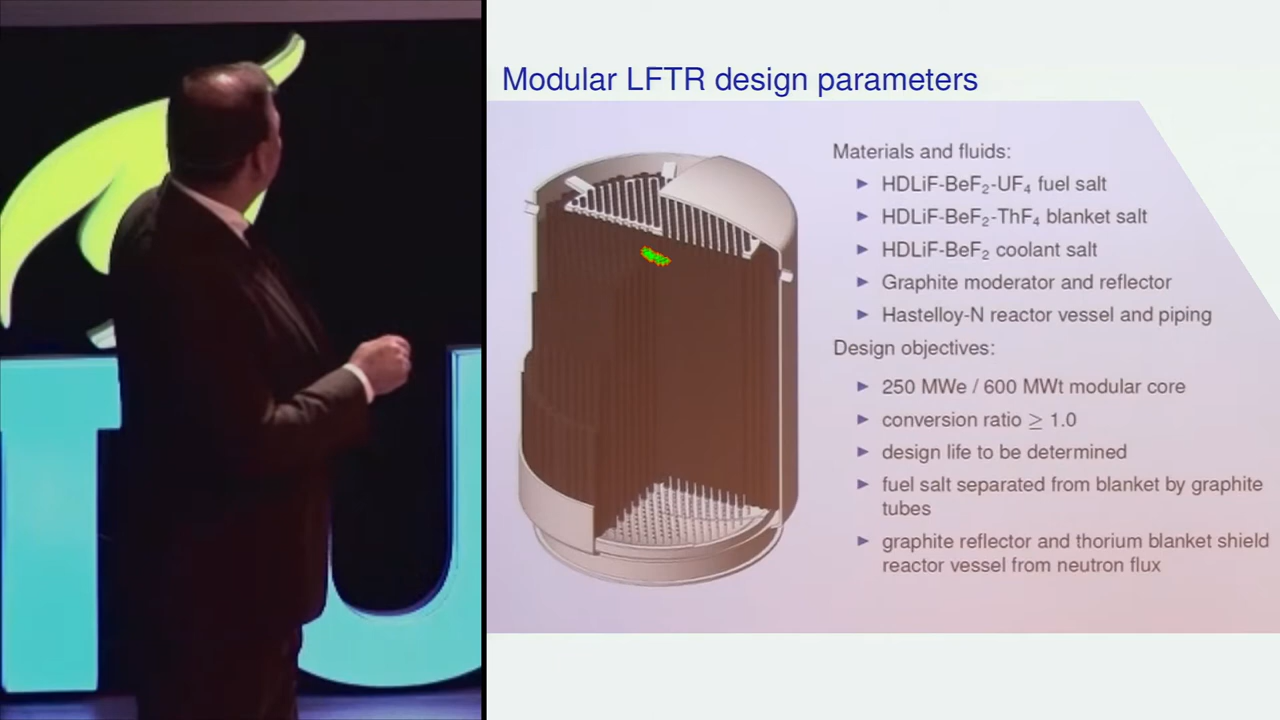 Modular LFTR design parameters
Materials and fluids:
► HDLiF-BeF₂-UF₄ fuel salt
► HDLiF-BeF₂-ThF₄ blanket salt
► HDLiF-BeF₂ coolant salt
► Graphite moderator and reflector
► Hastelloy-N reactor vessel and piping
Design objectives:
► 250 MWe / 600 MWt modular core
► conversion ratio ≥ 1.0
► design life to be determined
► fuel salt separated from blanket by graphite
tubes
► graphite reflector and thorium blanket shield
reactor vessel from neutron flux